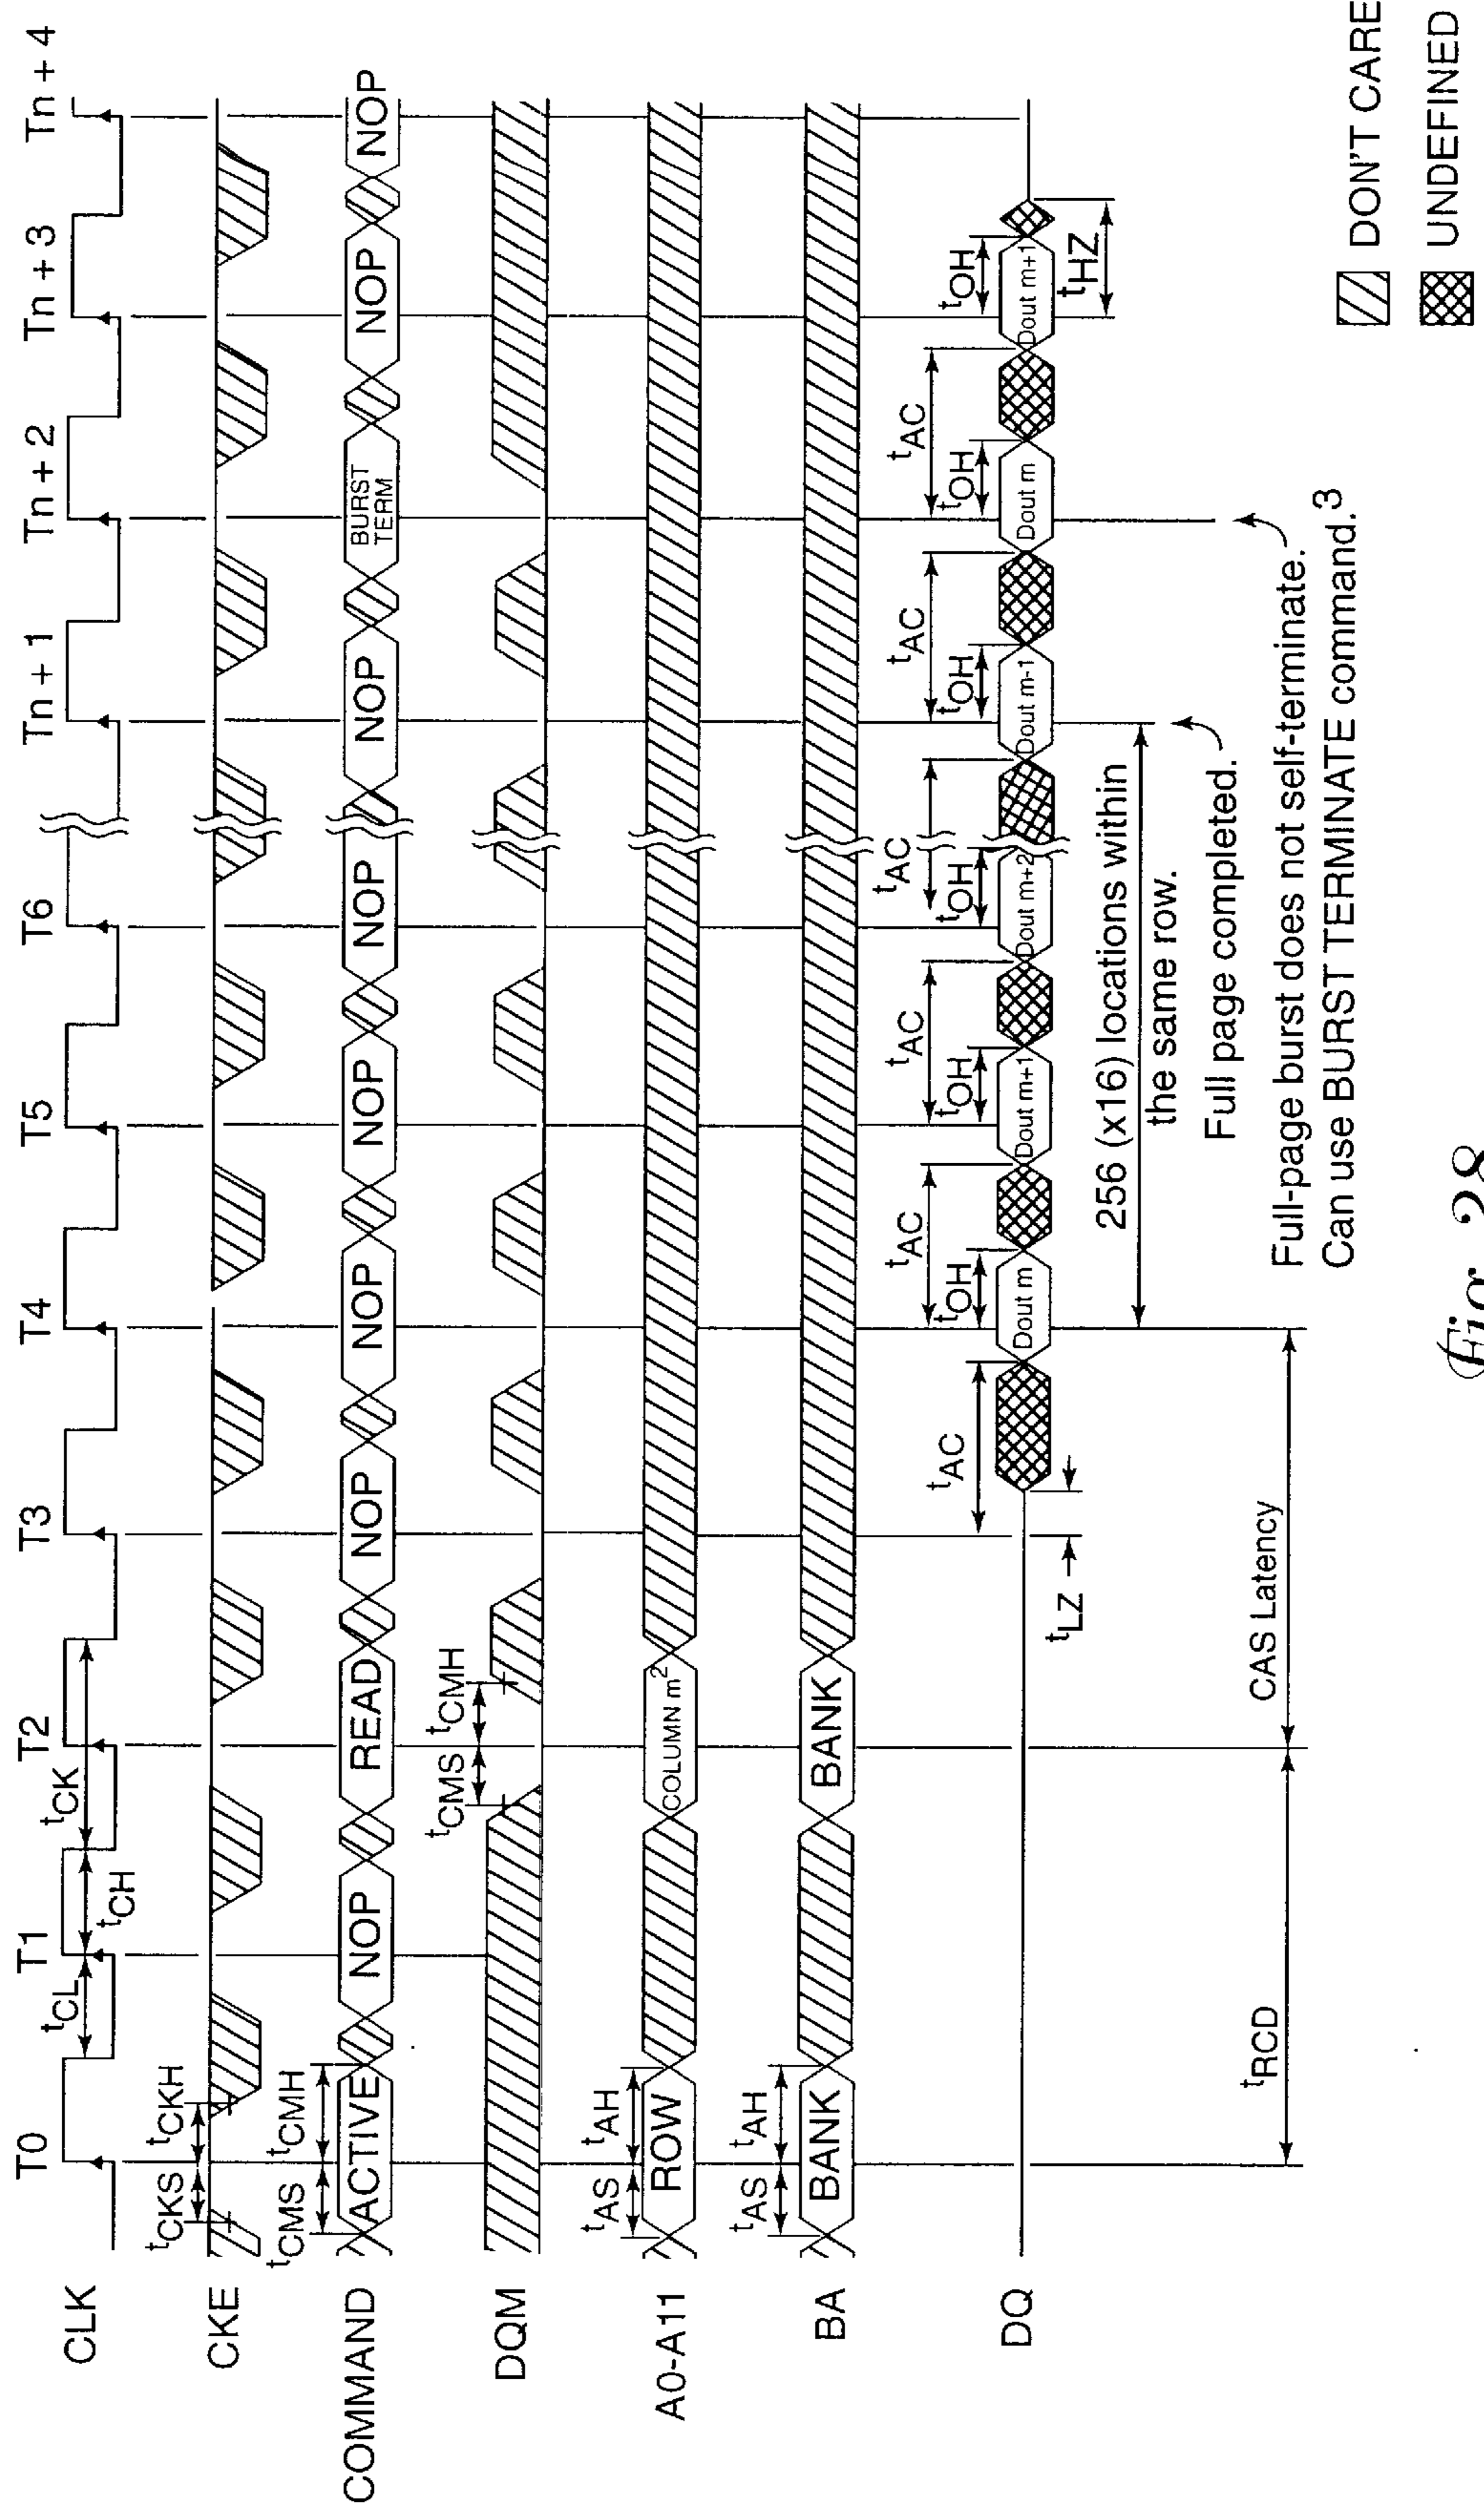 T0 T1 T2 T3 T4 T5 T6 Tn + 1 Tn + 2 Tn + 3 Tn + 4
CLK
tCL tCH tCK
CKE
tCKS tCKH
COMMAND
tCMS tCMH
ACTIVE NOP READ NOP NOP NOP NOP NOP BURST TERM NOP NOP
DQM
tCMS tCMH
A0-A11
tAS tAH
ROW COLUMN m2
BA
tAS tAH
BANK BANK
DQ
tAC tAC tAC tAC tAC tAC
tOH tOH tOH tOH tOH tOH
Dout m Dout m+1 Dout m+2 Dout m-1 Dout m Dout m+1
tLZ tHZ
256 (x16) locations within
the same row.
Full page completed.
tRCD CAS Latency
Full-page burst does not self-terminate.
Can use BURST TERMINATE command.3
DON'T CARE
UNDEFINED
Fig. 28